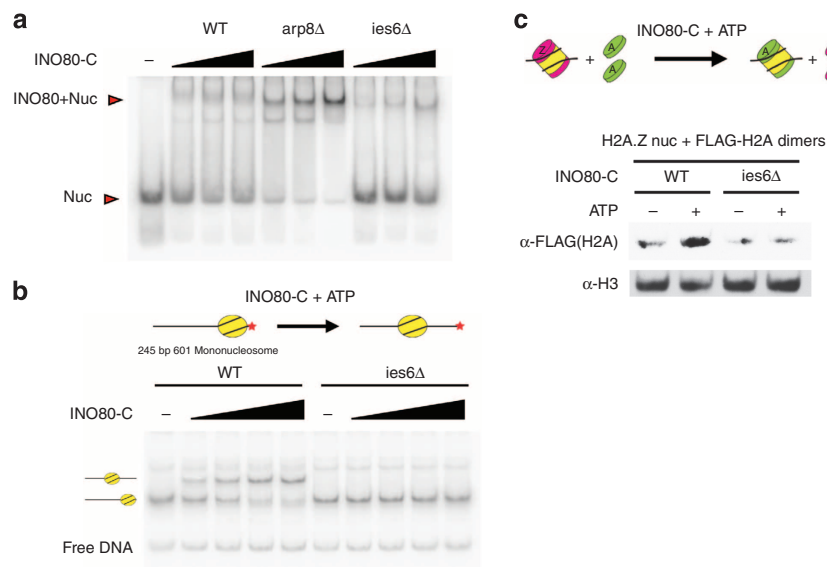 a
WT arp8Δ ies6Δ
INO80-C –
INO80+Nuc
Nuc
b
INO80-C + ATP
245 bp 601 Mononucleosome
WT ies6Δ
INO80-C – –
Free DNA
c
INO80-C + ATP
Z + A A A +
H2A.Z nuc + FLAG-H2A dimers
INO80-C WT ies6Δ
ATP – + – +
α-FLAG(H2A)
α-H3